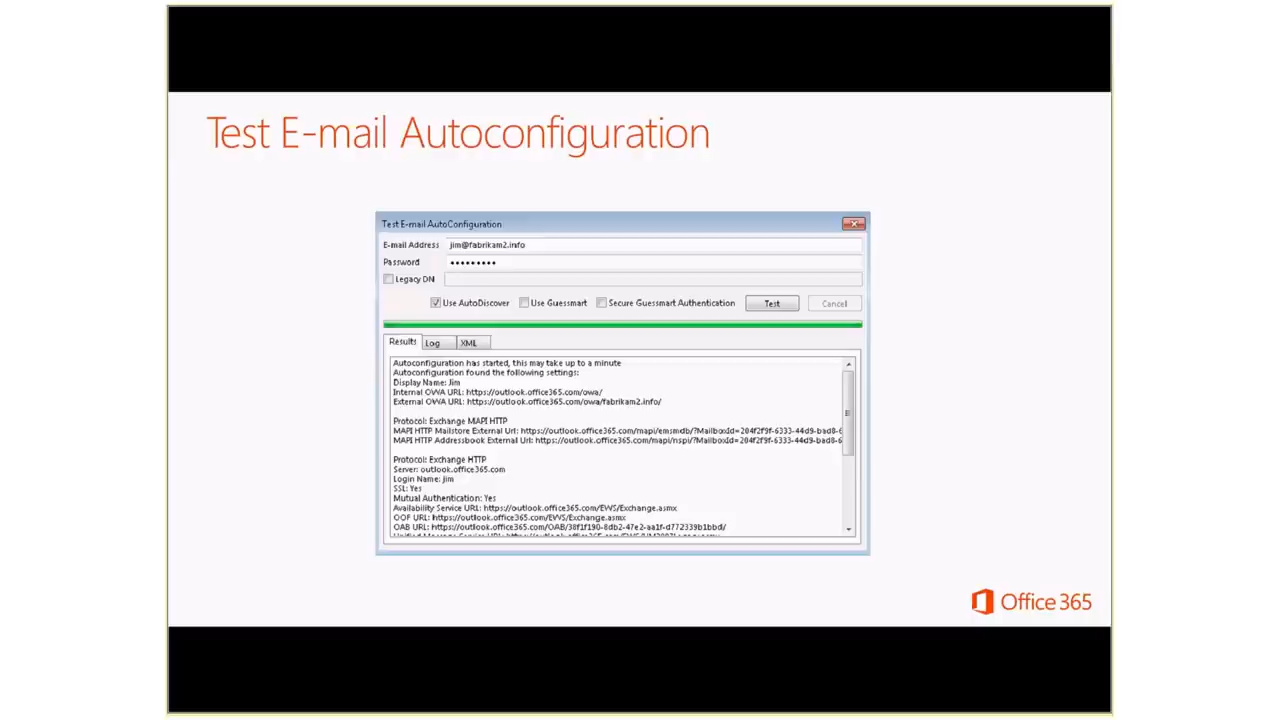 Test E-mail Autoconfiguration
Test E-mail AutoConfiguration
E-mail Address jim@fabrikam2.info
Password •••••••••
Legacy DN
Use AutoDiscover Use Guessmart Secure Guessmart Authentication Test Cancel
Results Log XML
Autoconfiguration has started, this may take up to a minute
Autoconfiguration found the following settings:
Display Name: Jim
Internal OWA URL: https://outlook.office365.com/owa/
External OWA URL: https://outlook.office365.com/owa/fabrikam2.info/
Protocol: Exchange MAPI HTTP
MAPI HTTP Mailstore External Url: https://outlook.office365.com/mapi/emsmdb/?MailboxId=204f2f9f-6333-44d9-bad8-6
MAPI HTTP Addressbook External Url: https://outlook.office365.com/mapi/nspi/?MailboxId=204f2f9f-6333-44d9-bad8-6
Protocol: Exchange HTTP
Server: outlook.office365.com
Login Name: Jim
SSL: Yes
Mutual Authentication: Yes
Availability Service URL: https://outlook.office365.com/EWS/Exchange.asmx
OOF URL: https://outlook.office365.com/EWS/Exchange.asmx
OAB URL: https://outlook.office365.com/OAB/38f1f190-8db2-47e2-aa1f-d772339b1bbd/
Office 365